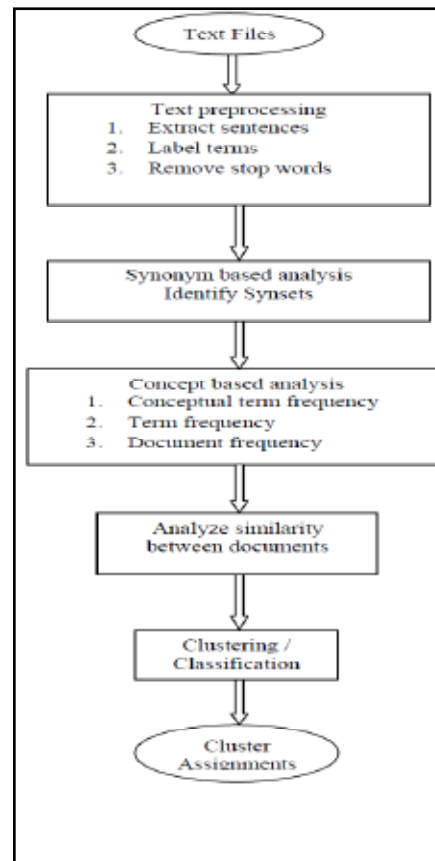 Text Files
Text preprocessing
1. Extract sentences
2. Label terms
3. Remove stop words
Synonym based analysis
Identify Synsets
Concept based analysis
1. Conceptual term frequency
2. Term frequency
3. Document frequency
Analyze similarity
between documents
Clustering /
Classification
Cluster
Assignments